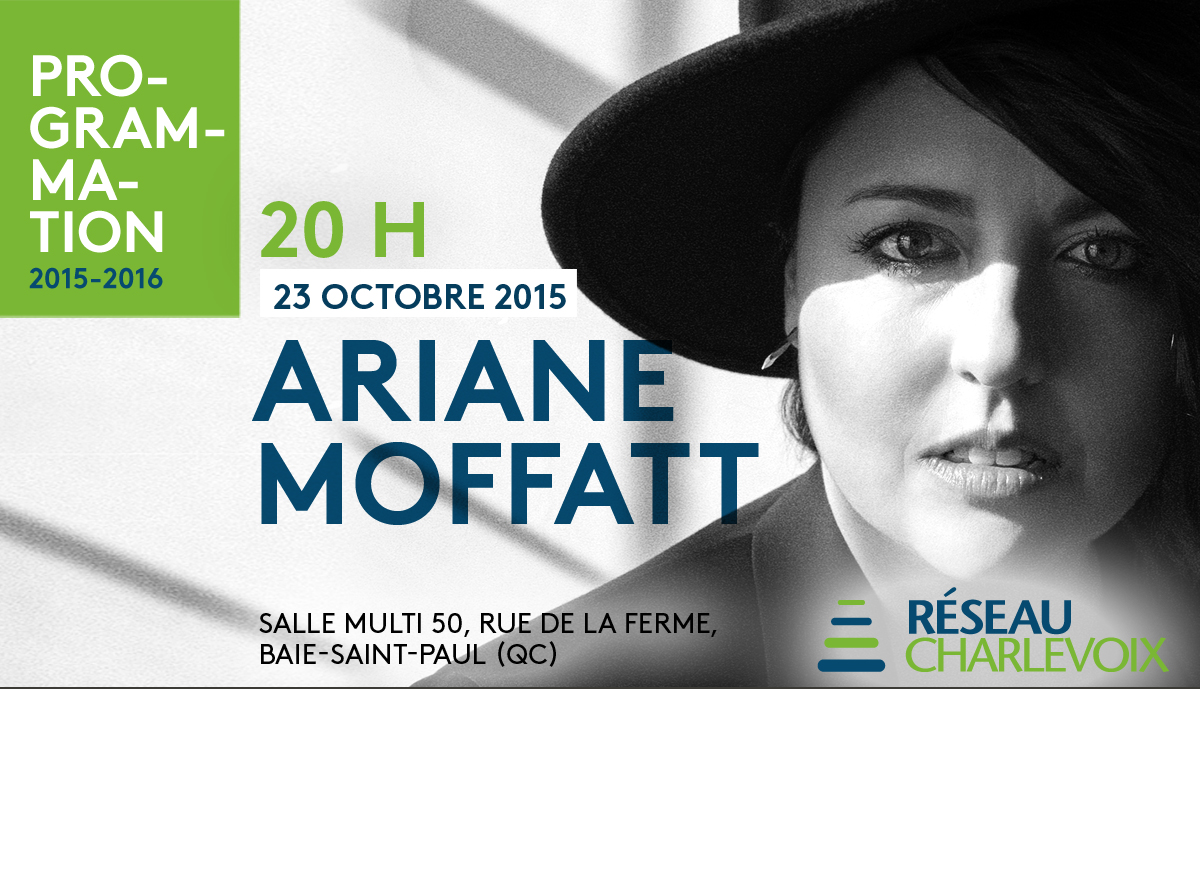 PRO-
GRAM-
MA-
TION
2015-2016
20 H
23 OCTOBRE 2015
ARIANE
MOFFATT
SALLE MULTI 50, RUE DE LA FERME,
BAIE-SAINT-PAUL (QC)
RÉSEAU
CHARLEVOIX